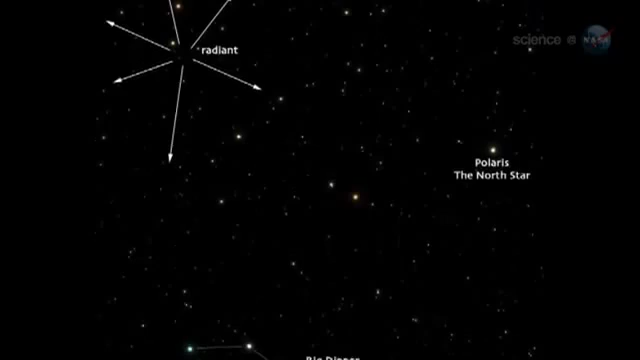 radiant
science @ NASA
Polaris
The North Star